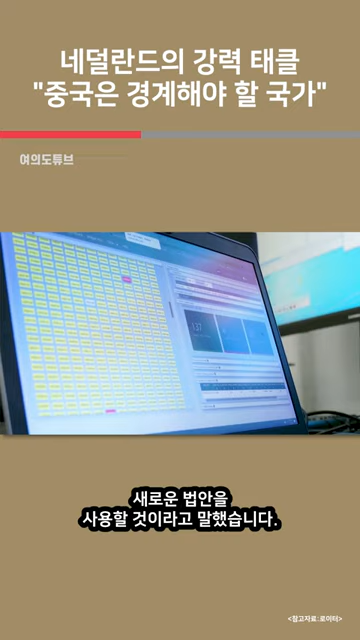 네덜란드의 강력 태클
"중국은 경계해야 할 국가"
여의도튜브
새로운 법안을
사용할 것이라고 말했습니다.
<참고자료:로이터>